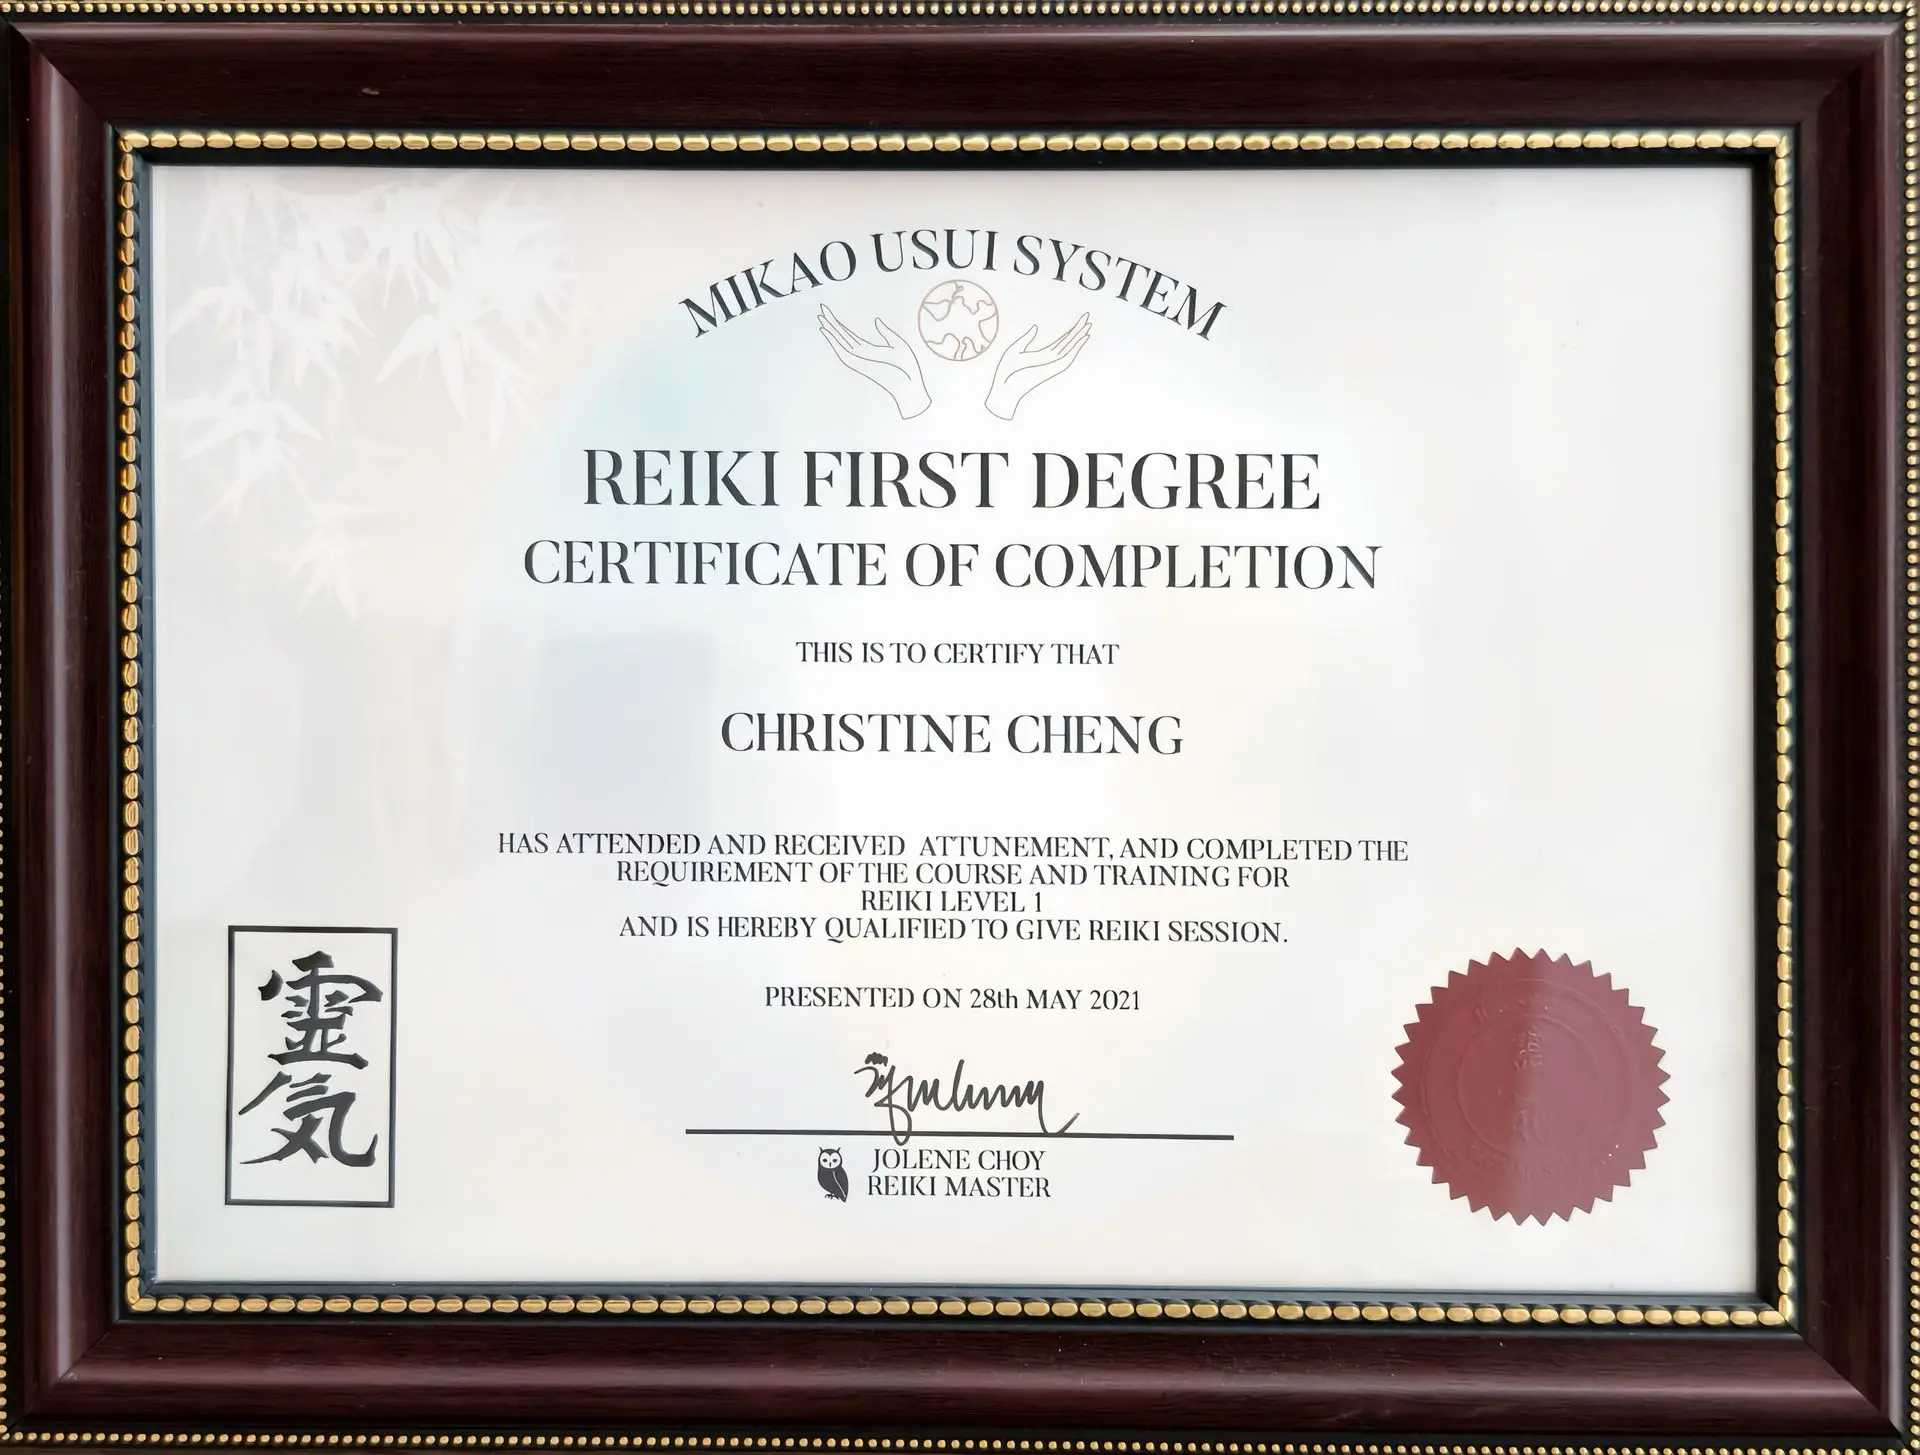 MIKAO USUI SYSTEM
REIKI FIRST DEGREE
CERTIFICATE OF COMPLETION
THIS IS TO CERTIFY THAT
CHRISTINE CHENG
HAS ATTENDED AND RECEIVED ATTUNEMENT, AND COMPLETED THE
REQUIREMENT OF THE COURSE AND TRAINING FOR
REIKI LEVEL 1
AND IS HEREBY QUALIFIED TO GIVE REIKI SESSION.
PRESENTED ON 28th MAY 2021
JOLENE CHOY
REIKI MASTER
靈
気